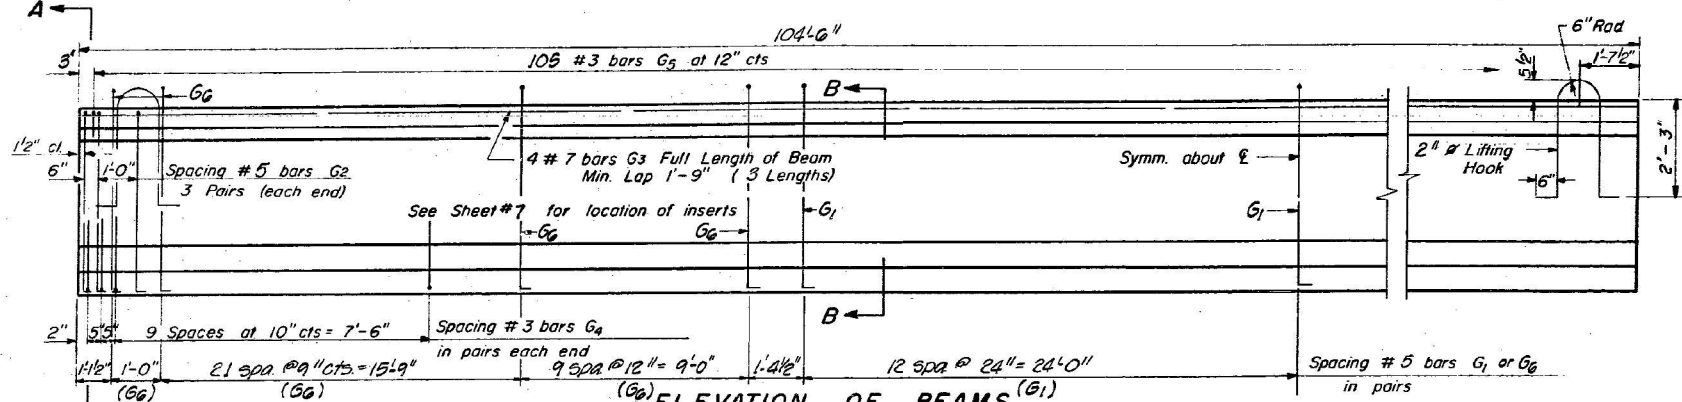 A
104'-6"
6" Rad
3"
105 #3 bars G5 at 12" cts
5½"
1'-7½"
G6
B
1½" cl.
4 # 7 bars G3 Full Length of Beam
Min. Lap 1'-9" ( 3 Lengths)
Symm. about ℄
2" ø Lifting
Hook
2'-3"
6"
1'-0"
Spacing # 5 bars G2
3 Pairs (each end)
6"
See Sheet #7 for location of inserts
G1
G1
G6
G6
B
2"
5"
5"
9 Spaces at 10" cts = 7'-6"
Spacing # 3 bars G4
in pairs each end
1'-1½"
1'-0"
21 spa. @ 9" cts. = 15'-9"
9 spa @ 12" = 9'-0"
1'-4½"
12 spa @ 24" = 24'-0"
Spacing # 5 bars G1 or G6
in pairs
(G6)
(G6)
(G6)
(G1)
ELEVATION OF BEAMS